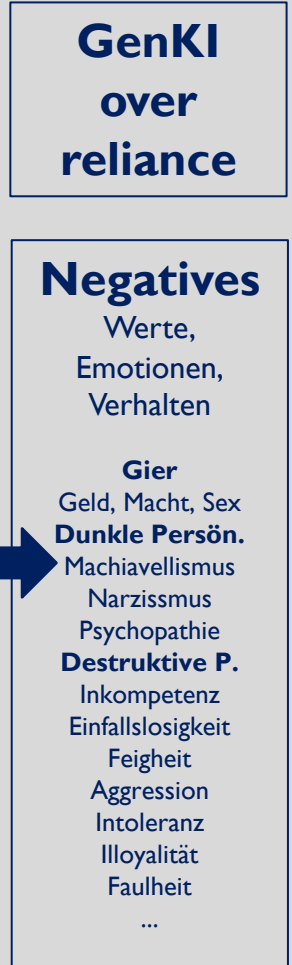 GenKI
over
reliance
Negatives
Werte,
Emotionen,
Verhalten
Gier
Geld, Macht, Sex
Dunkle Persön.
Machiavellismus
Narzissmus
Psychopathie
Destruktive P.
Inkompetenz
Einfallslosigkeit
Feigheit
Aggression
Intoleranz
Illoyalität
Faulheit
...